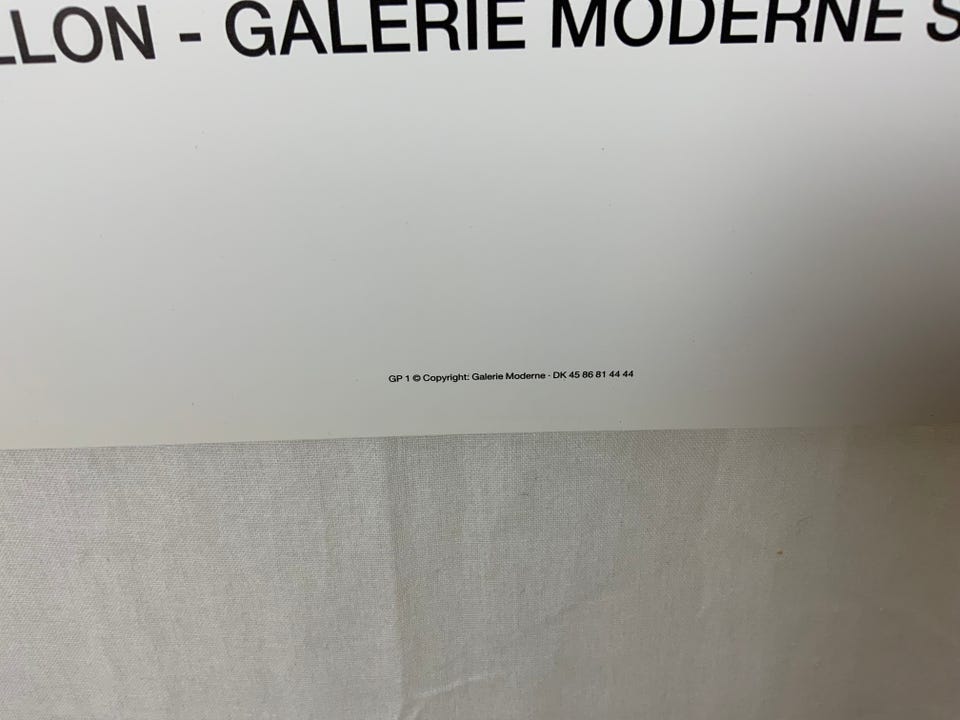 LLON - GALERIE MODERNE S
GP 1 © Copyright: Galerie Moderne - DK 45 86 81 44 44